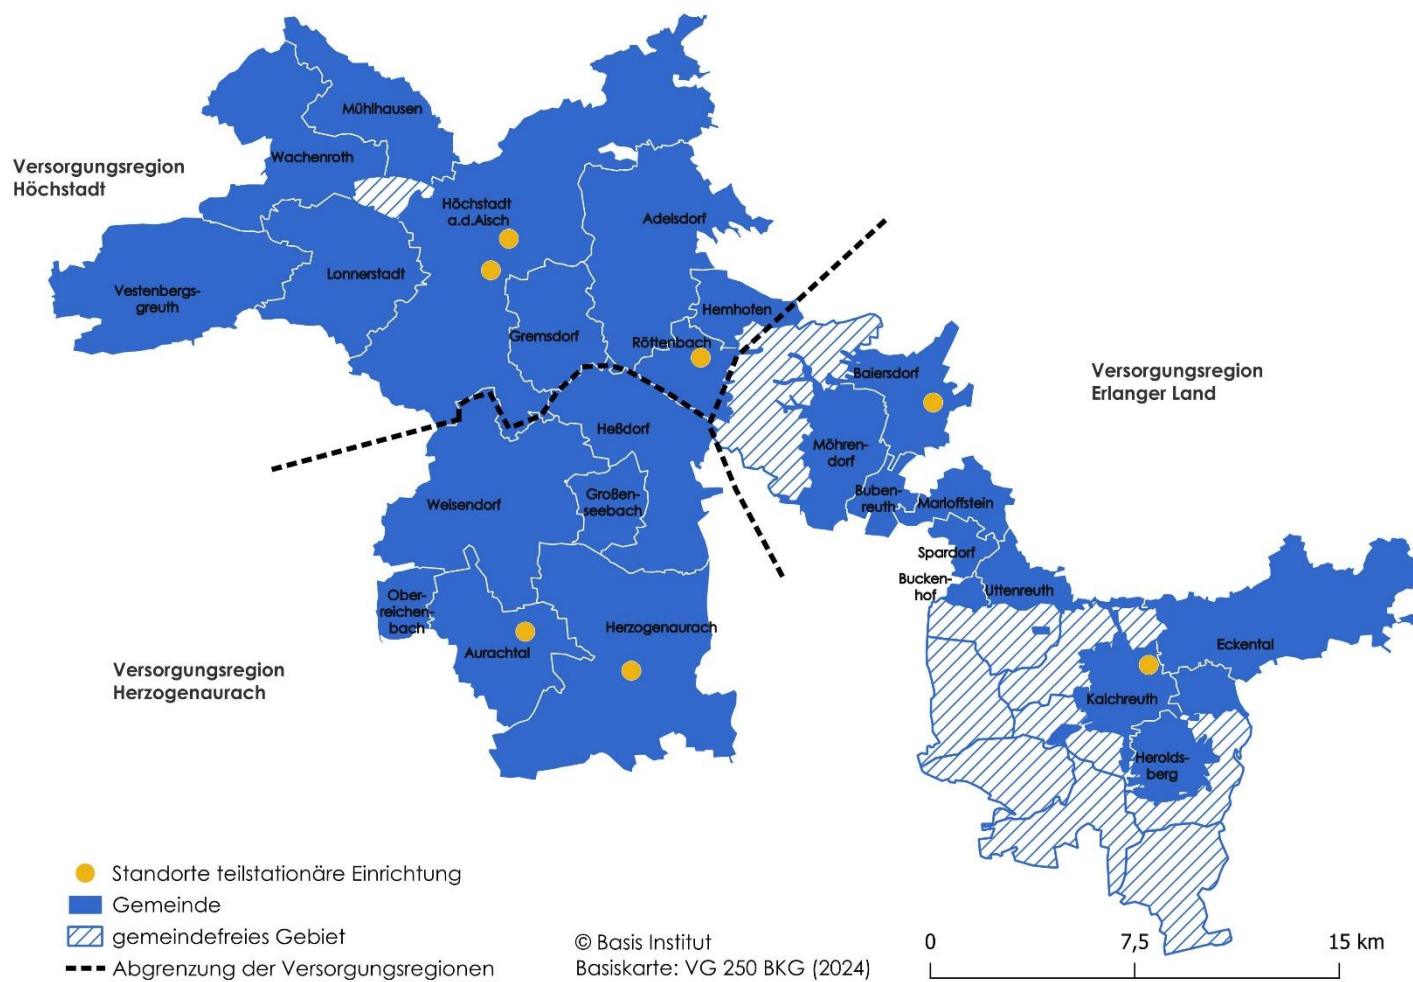 Mühlhausen
Wachenroth
Versorgungsregion
Höchstadt
Höchstadt
a.d.Aisch
Adelsdorf
Lonnerstadt
Vestenbergs-
greuth
Hemhofen
Gremsdorf
Röttenbach
Versorgungsregion
Erlanger Land
Baiersdorf
Heßdorf
Möhren-
dorf
Weisendorf
Großen-
seebach
Buben-
reuth
Marloffstein
Spardorf
Bucken-
hof
Uttenreuth
Ober-
reichen-
bach
Herzogenaurach
Aurachtal
Eckental
Versorgungsregion
Herzogenaurach
Kalchreuth
Herolds-
berg
Standorte teilstationäre Einrichtung
Gemeinde
gemeindefreies Gebiet
Abgrenzung der Versorgungsregionen
© Basis Institut
Basiskarte: VG 250 BKG (2024)
0 7,5 15 km